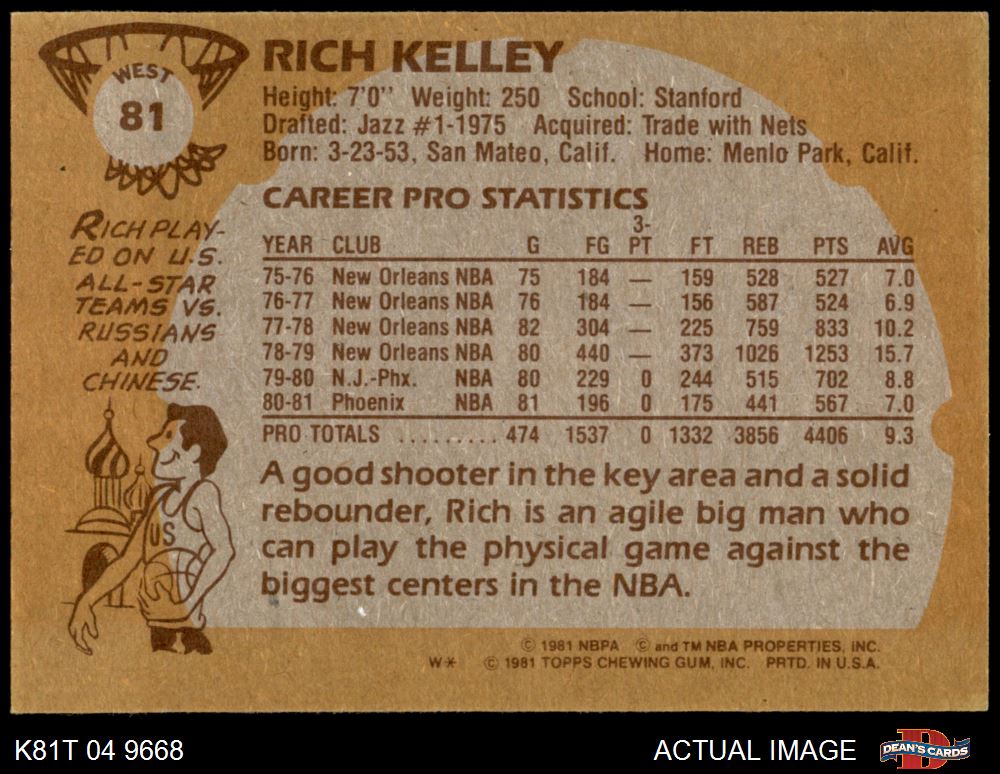 WEST
81
RICH KELLEY
Height: 7'0" Weight: 250 School: Stanford
Drafted: Jazz #1-1975 Acquired: Trade with Nets
Born: 3-23-53, San Mateo, Calif. Home: Menlo Park, Calif.
RICH PLAY-
ED ON U.S.
ALL-STAR
TEAMS VS.
RUSSIANS
AND
CHINESE.
US
CAREER PRO STATISTICS
YEAR CLUB G FG 3-PT FT REB PTS AVG
75-76 New Orleans NBA 75 184 — 159 528 527 7.0
76-77 New Orleans NBA 76 184 — 156 587 524 6.9
77-78 New Orleans NBA 82 304 — 225 759 833 10.2
78-79 New Orleans NBA 80 440 — 373 1026 1253 15.7
79-80 N.J.-Phx. NBA 80 229 0 244 515 702 8.8
80-81 Phoenix NBA 81 196 0 175 441 567 7.0
PRO TOTALS .......... 474 1537 0 1332 3856 4406 9.3
A good shooter in the key area and a solid
rebounder, Rich is an agile big man who
can play the physical game against the
biggest centers in the NBA.
© 1981 NBPA © and TM NBA PROPERTIES, INC.
W* © 1981 TOPPS CHEWING GUM, INC. PRTD. IN U.S.A.
K81T 04 9668
ACTUAL IMAGE
D
DEAN'S CARDS